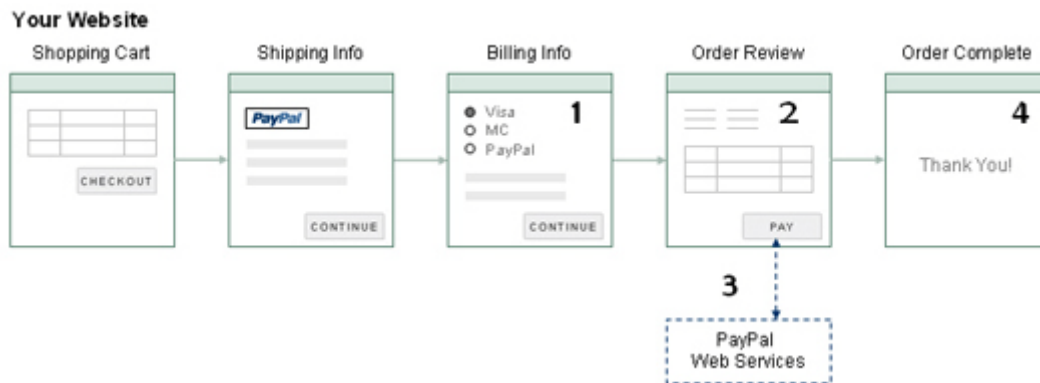 Your Website
Shopping Cart
Shipping Info
Billing Info
Order Review
Order Complete
CHECKOUT
PayPal
CONTINUE
Visa
MC
PayPal
1
CONTINUE
2
PAY
4
Thank You!
3
PayPal
Web Services